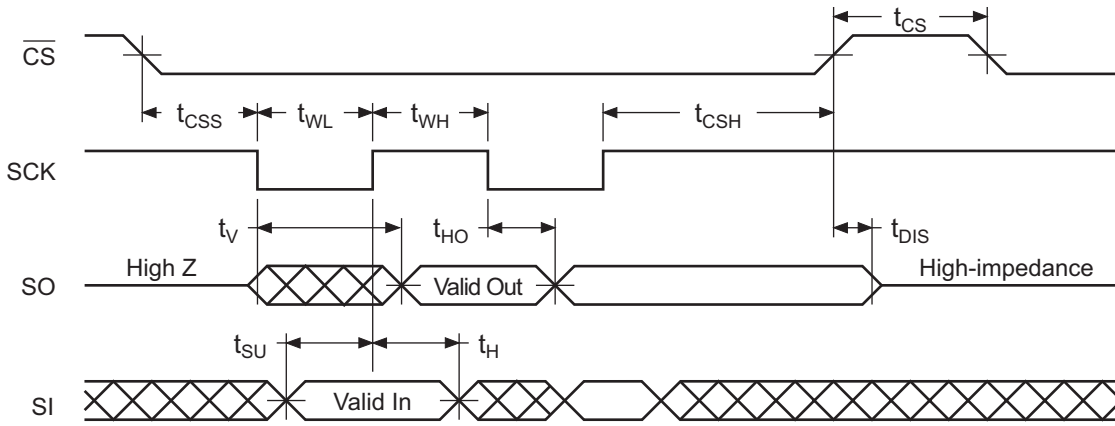 t_CS
C̅S̅
t_CSS t_WL t_WH t_CSH
SCK
t_V t_HO t_DIS
High Z High-impedance
SO Valid Out
t_SU t_H
SI Valid In